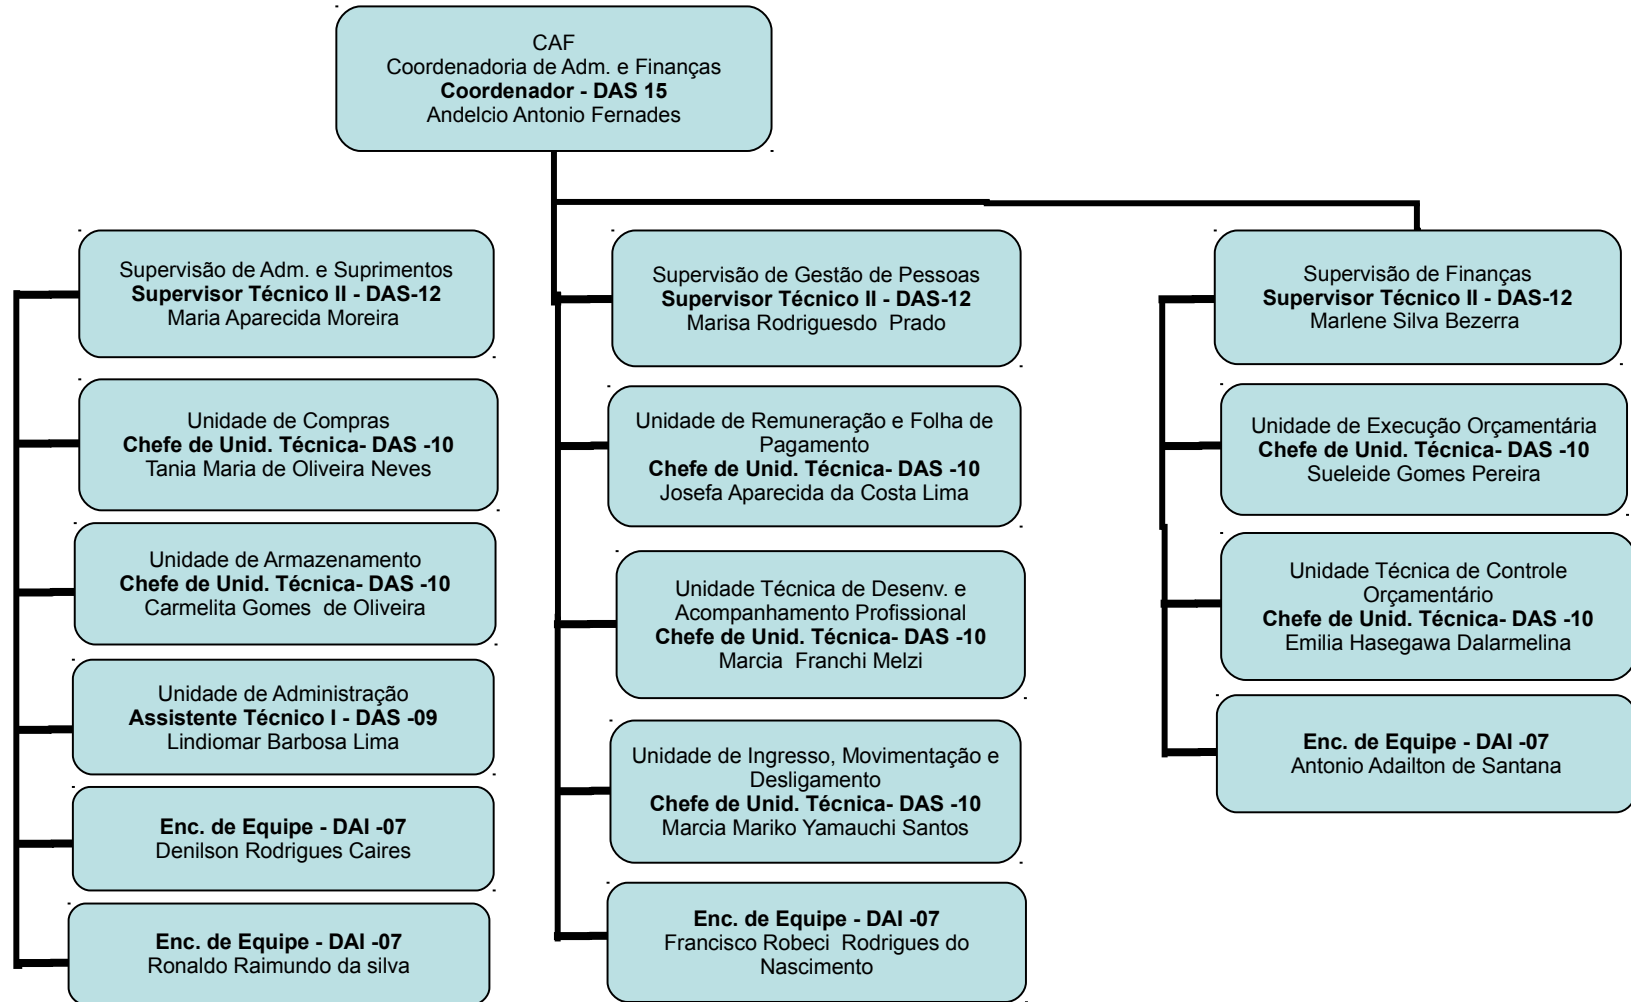 CAF
Coordenadoria de Adm. e Finanças
Coordenador - DAS 15
Andelcio Antonio Fernades
Supervisão de Adm. e Suprimentos
Supervisor Técnico II - DAS-12
Maria Aparecida Moreira
Unidade de Compras
Chefe de Unid. Técnica- DAS -10
Tania Maria de Oliveira Neves
Unidade de Armazenamento
Chefe de Unid. Técnica- DAS -10
Carmelita Gomes  de Oliveira
Unidade de Administração
Assistente Técnico I - DAS -09
Lindiomar Barbosa Lima
Enc. de Equipe - DAI -07
Denilson Rodrigues Caires
Enc. de Equipe - DAI -07
Ronaldo Raimundo da silva
Supervisão de Gestão de Pessoas
Supervisor Técnico II - DAS-12
Marisa Rodriguesdo  Prado
Unidade de Remuneração e Folha de
Pagamento
Chefe de Unid. Técnica- DAS -10
Josefa Aparecida da Costa Lima
Unidade Técnica de Desenv. e
Acompanhamento Profissional
Chefe de Unid. Técnica- DAS -10
Marcia  Franchi Melzi
Unidade de Ingresso, Movimentação e
Desligamento
Chefe de Unid. Técnica- DAS -10
Marcia Mariko Yamauchi Santos
Enc. de Equipe - DAI -07
Francisco Robeci  Rodrigues do
Nascimento
Supervisão de Finanças
Supervisor Técnico II - DAS-12
Marlene Silva Bezerra
Unidade de Execução Orçamentária
Chefe de Unid. Técnica- DAS -10
Sueleide Gomes Pereira
Unidade Técnica de Controle
Orçamentário
Chefe de Unid. Técnica- DAS -10
Emilia Hasegawa Dalarmelina
Enc. de Equipe - DAI -07
Antonio Adailton de Santana